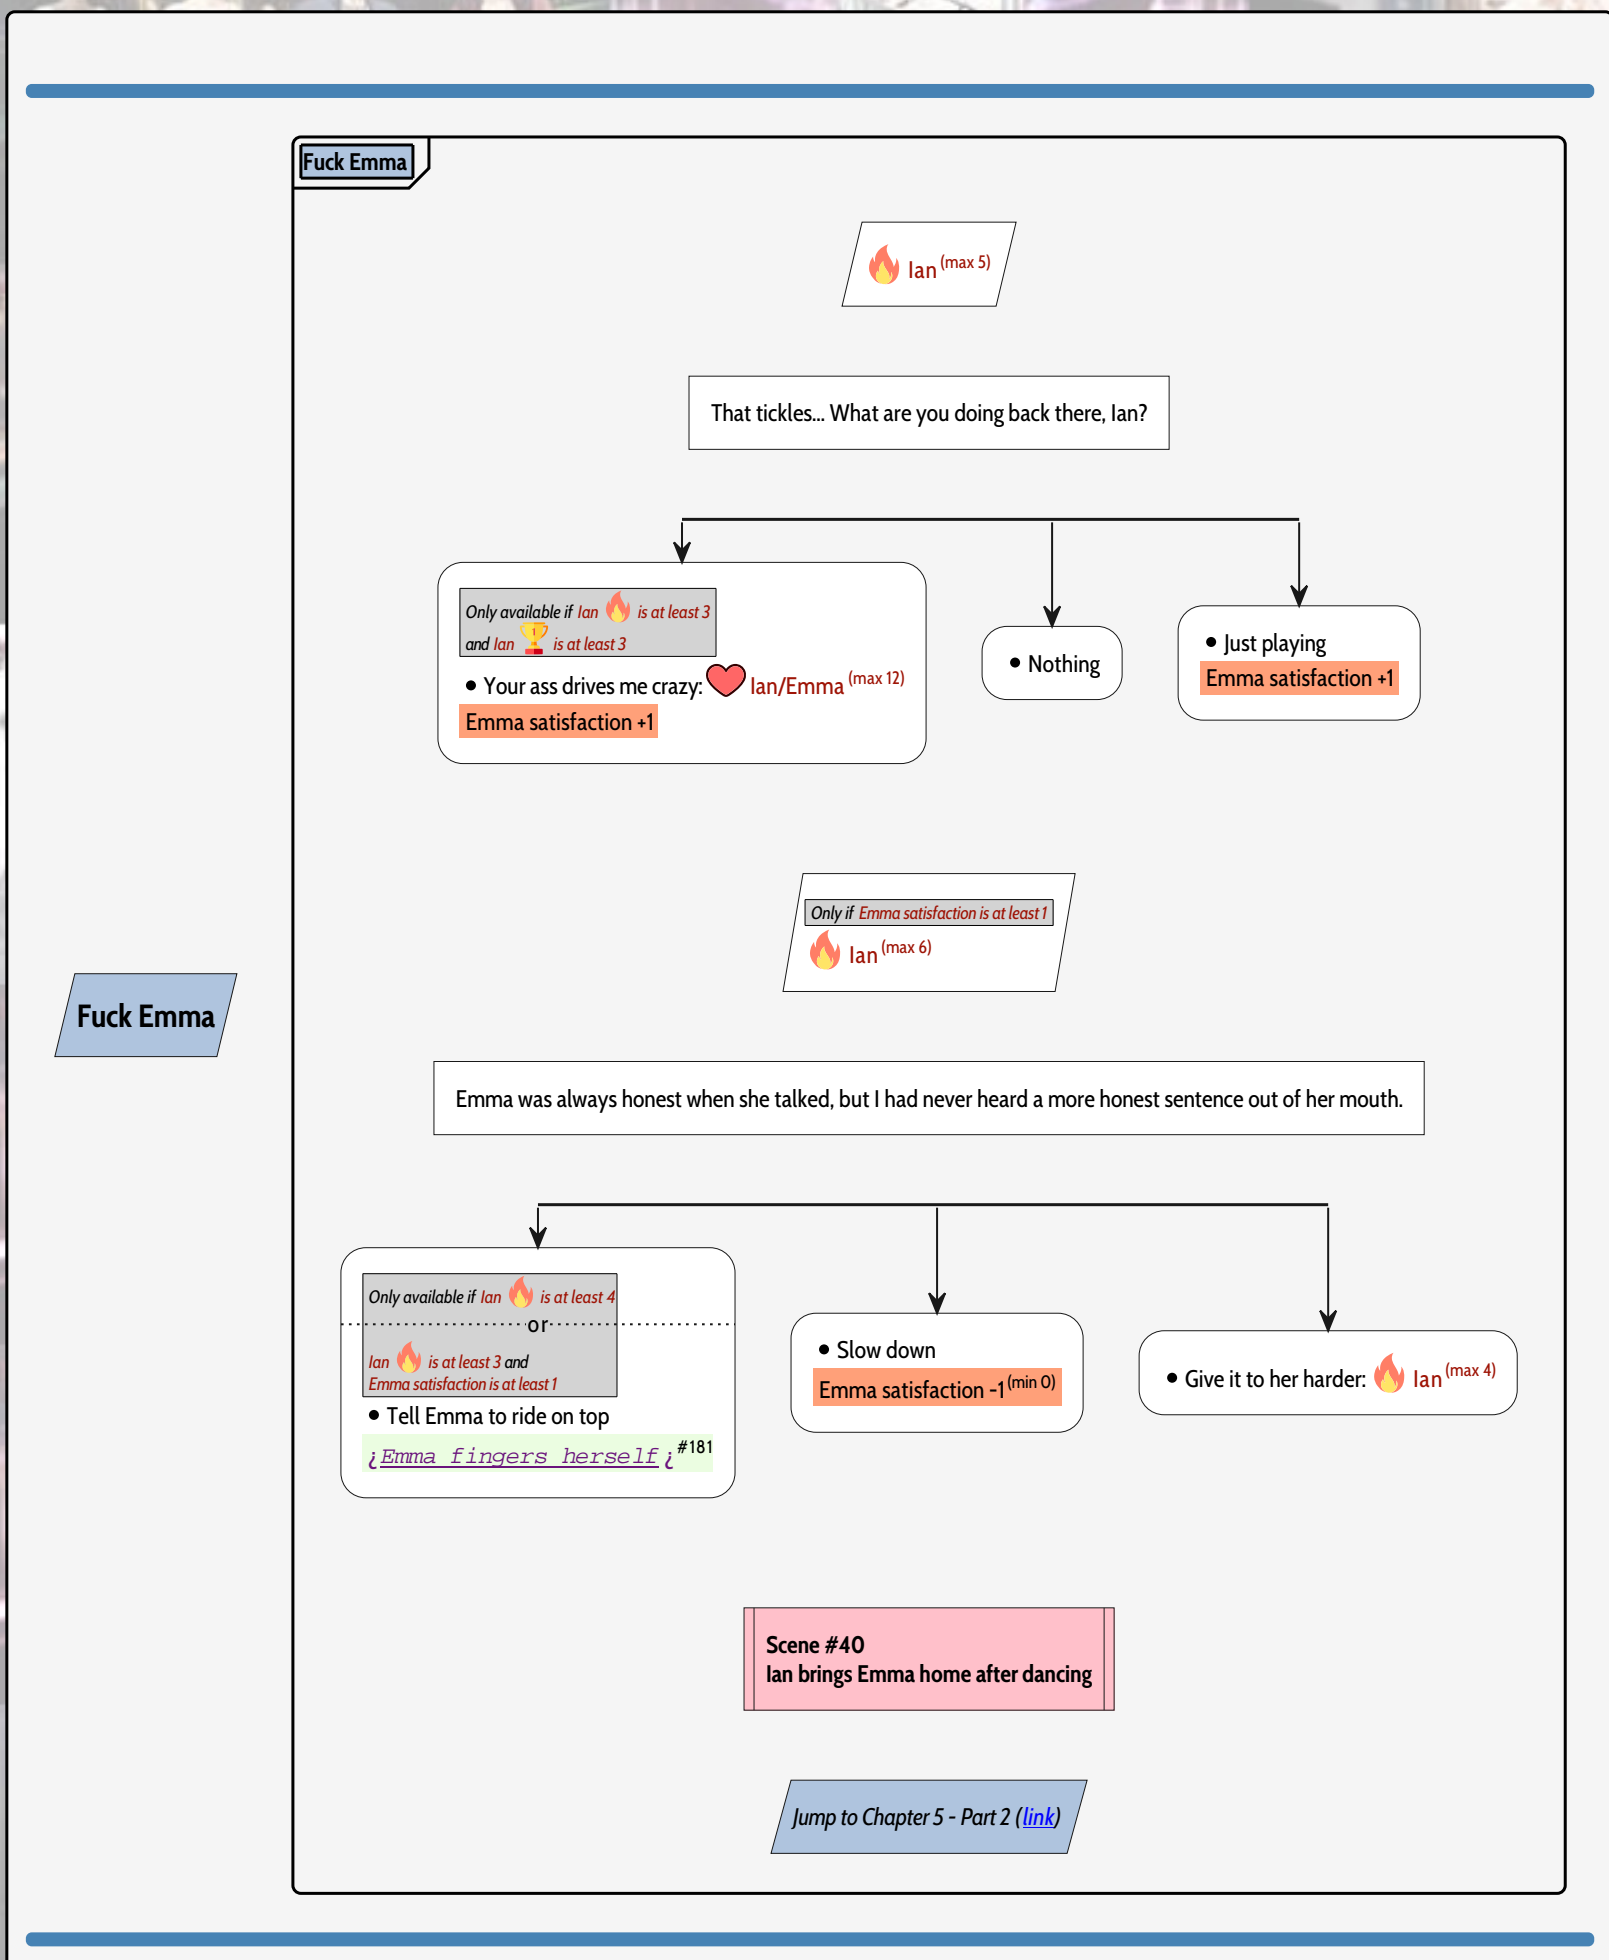 Fuck Emma
Ian (max 5)
That tickles... What are you doing back there, Ian?
Only available if Ian is at least 3
and Ian is at least 3
• Your ass drives me crazy: Ian/Emma (max 12)
Emma satisfaction +1
• Nothing
• Just playing
Emma satisfaction +1
Only if Emma satisfaction is at least 1
Ian (max 6)
Fuck Emma
Emma was always honest when she talked, but I had never heard a more honest sentence out of her mouth.
Only available if Ian is at least 4
or
Ian is at least 3 and
Emma satisfaction is at least 1
• Tell Emma to ride on top
¿Emma fingers herself¿ #181
• Slow down
Emma satisfaction -1 (min 0)
• Give it to her harder: Ian (max 4)
Scene #40
Ian brings Emma home after dancing
Jump to Chapter 5 - Part 2 (link)